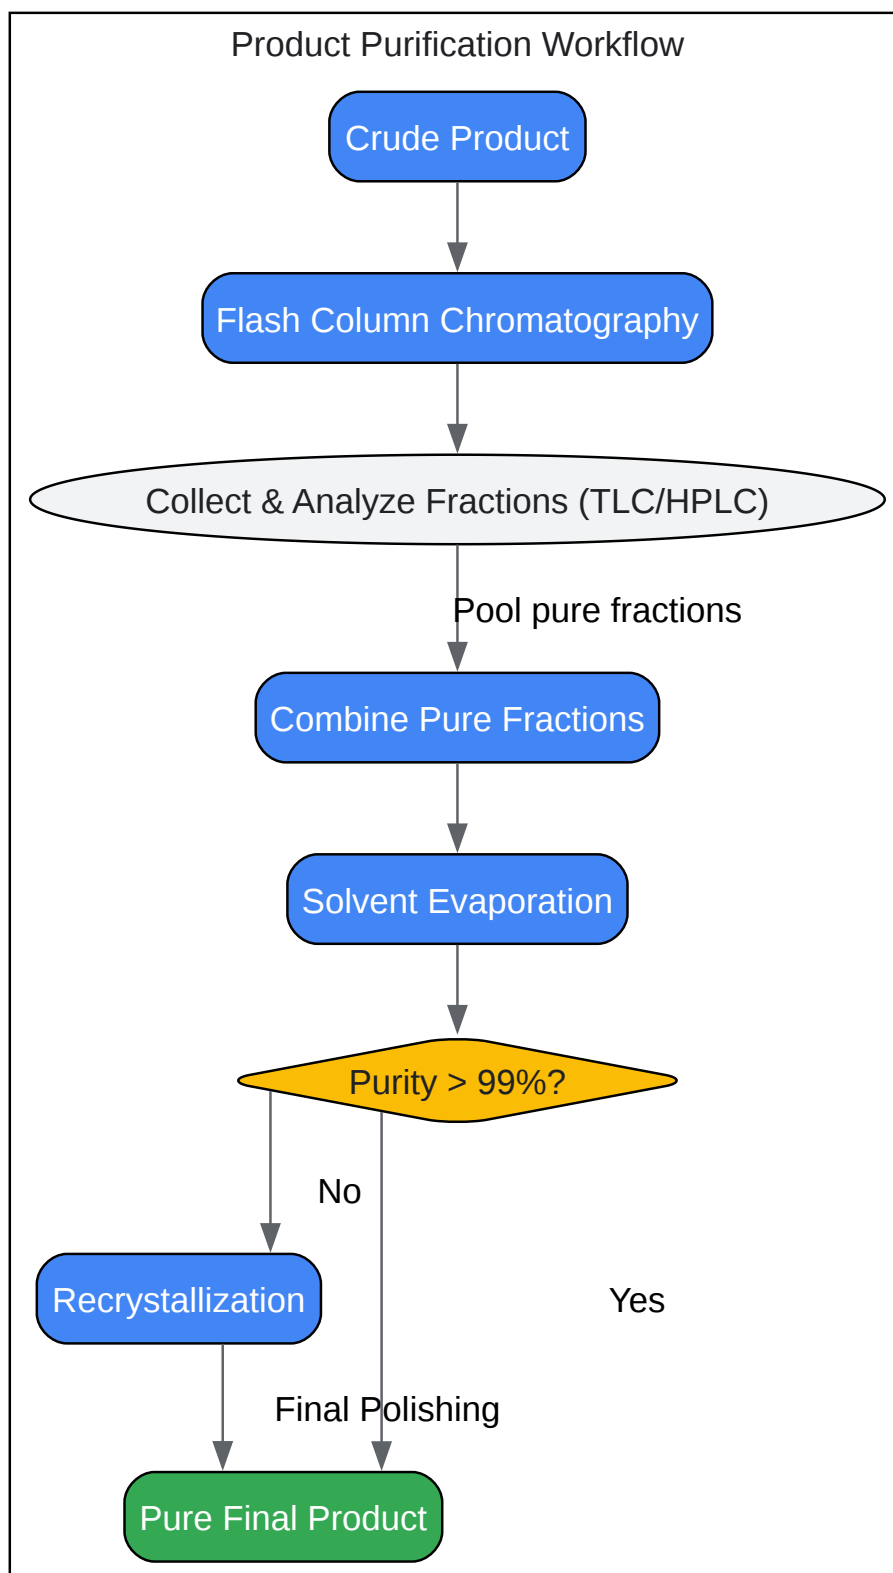 Product Purification Workflow
Crude Product
Flash Column Chromatography
Collect & Analyze Fractions (TLC/HPLC)
Pool pure fractions
Combine Pure Fractions
Solvent Evaporation
Purity > 99%?
No
Recrystallization
Yes
Final Polishing
Pure Final Product